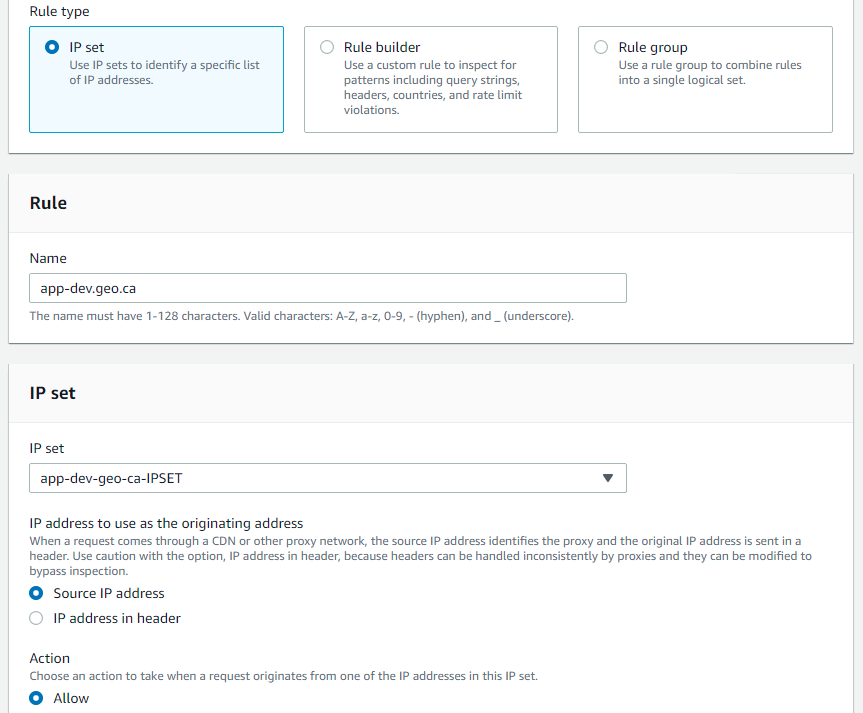 Rule type
IP set
Use IP sets to identify a specific list
of IP addresses.
Rule builder
Use a custom rule to inspect for
patterns including query strings,
headers, countries, and rate limit
violations.
Rule group
Use a rule group to combine rules
into a single logical set.
Rule
Name
app-dev.geo.ca
The name must have 1-128 characters. Valid characters: A-Z, a-z, 0-9, - (hyphen), and _ (underscore).
IP set
IP set
app-dev-geo-ca-IPSET
IP address to use as the originating address
When a request comes through a CDN or other proxy network, the source IP address identifies the proxy and the original IP address is sent in a
header. Use caution with the option, IP address in header, because headers can be handled inconsistently by proxies and they can be modified to
bypass inspection.
Source IP address
IP address in header
Action
Choose an action to take when a request originates from one of the IP addresses in this IP set.
Allow